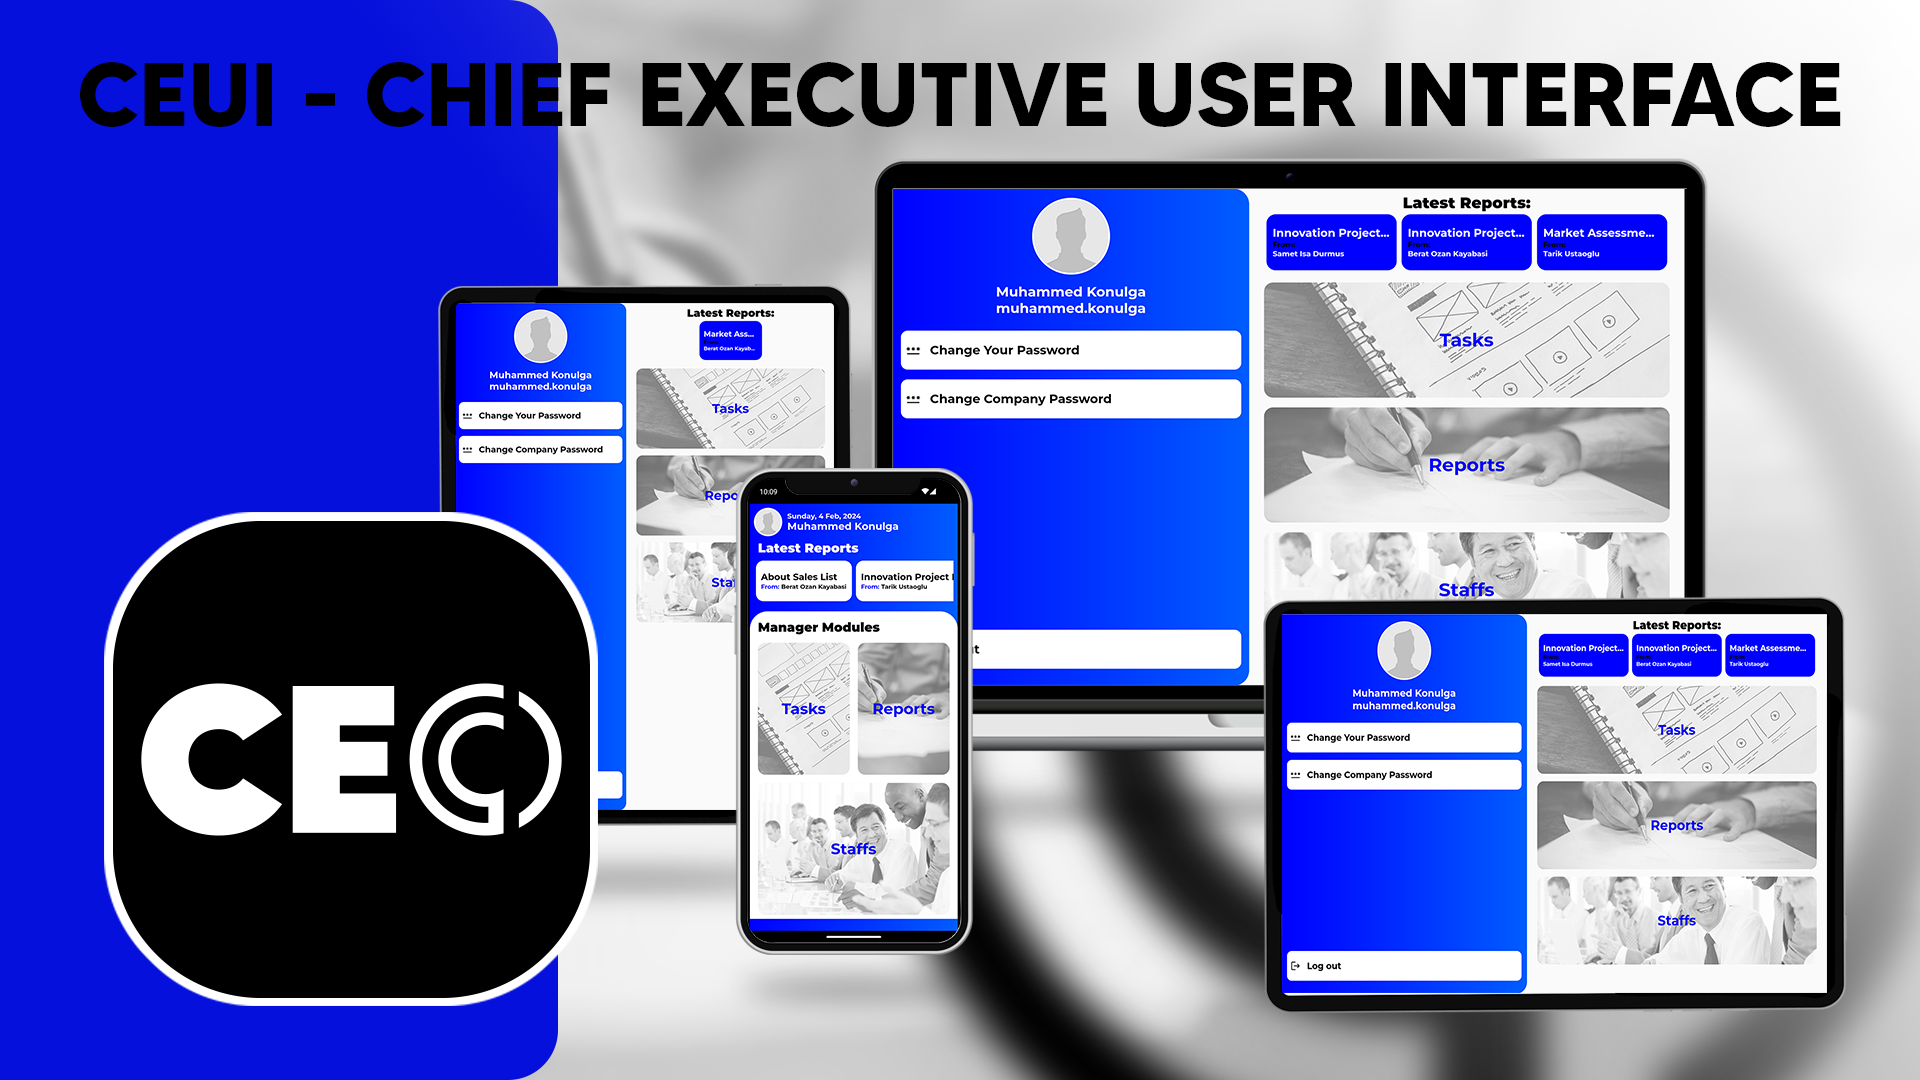 CEUI - CHIEF EXECUTIVE USER INTERFACE
Muhammed Konulga
muhammed.konulga
Change Your Password
Change Company Password
Latest Reports:
Market Ass...
Berat Ozan Kayab...
Tasks
Repo
Sta
10:09
Sunday, 4 Feb, 2024
Muhammed Konulga
Latest Reports
About Sales List
From: Berat Ozan Kayabasi
Innovation Project
From: Tarik Ustaoglu
Manager Modules
Tasks
Reports
Staffs
Muhammed Konulga
muhammed.konulga
Change Your Password
Change Company Password
t
Latest Reports:
Innovation Project...
From:
Samet Isa Durmus
Innovation Project...
From:
Berat Ozan Kayabasi
Market Assessme...
From:
Tarik Ustaoglu
Tasks
Reports
Staffs
Muhammed Konulga
muhammed.konulga
Change Your Password
Change Company Password
Log out
Latest Reports:
Innovation Project...
Samet Isa Durmus
Innovation Project...
Berat Ozan Kayabasi
Market Assessme...
Tarik Ustaoglu
Tasks
Reports
Staffs
CEO